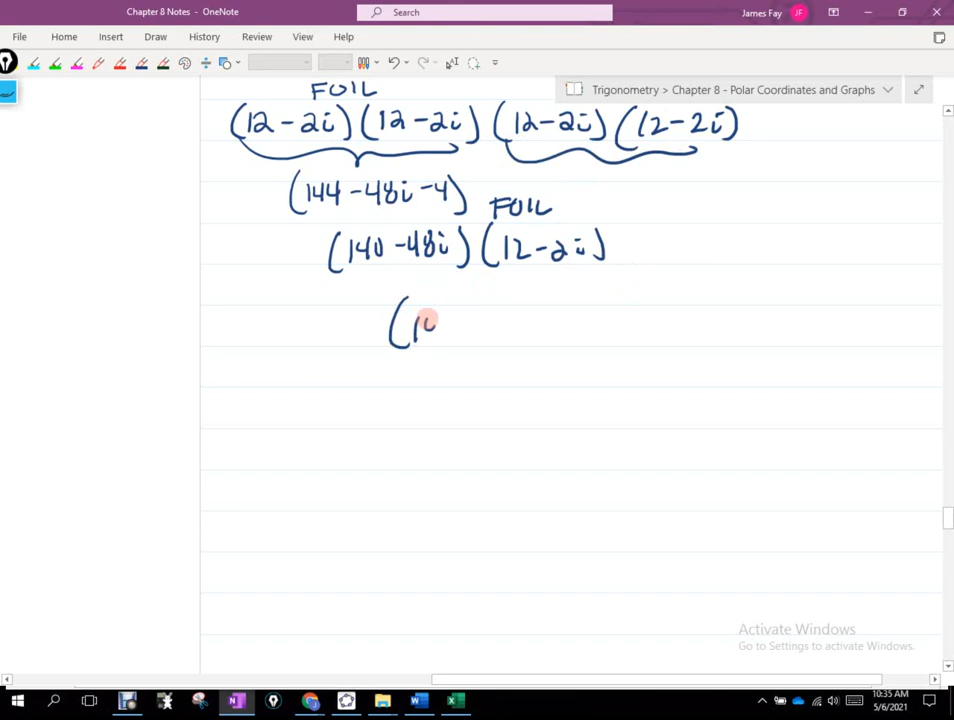 Chapter 8 Notes - OneNote
Search
James Fay
JF
File Home Insert Draw History Review View Help
Trigonometry > Chapter 8 - Polar Coordinates and Graphs
FOIL
(12-2i)(12-2i)(12-2i)(12-2i)
(144-48i-4)
FOIL
(140-48i)(12-2i)
Activate Windows
Go to Settings to activate Windows.
10:35 AM
5/6/2021